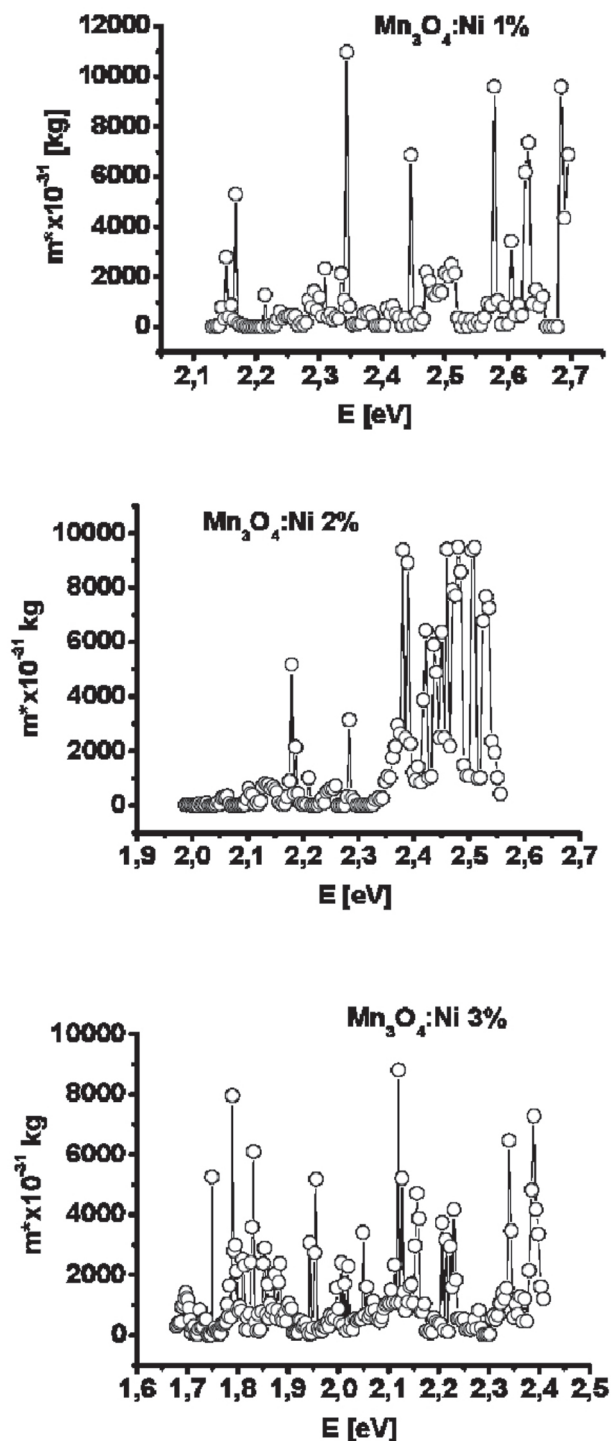 Mn₃O₄:Ni 1%
12000
10000
8000
6000
4000
2000
0
m*x10⁻³¹ [kg]
2,1 2,2 2,3 2,4 2,5 2,6 2,7
E [eV]
Mn₃O₄:Ni 2%
10000
8000
6000
4000
2000
0
m*x10⁻³¹ kg
1,9 2,0 2,1 2,2 2,3 2,4 2,5 2,6 2,7
E [eV]
Mn₃O₄:Ni 3%
10000
8000
6000
4000
2000
0
m*x10⁻³¹ kg
1,6 1,7 1,8 1,9 2,0 2,1 2,2 2,3 2,4 2,5
E [eV]